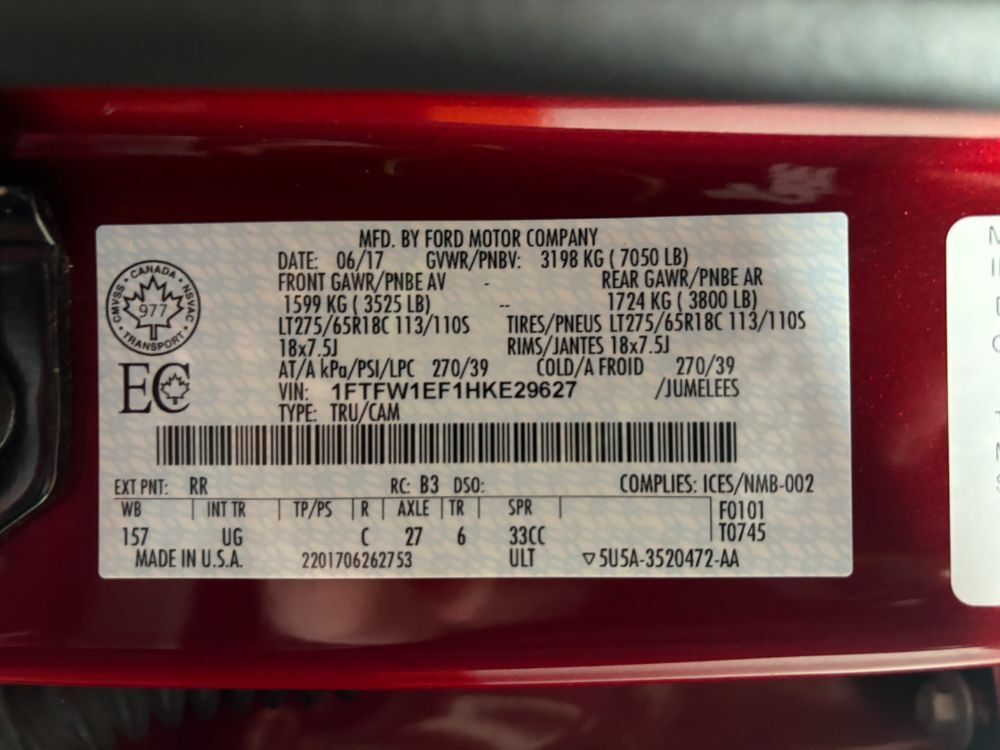 MFD. BY FORD MOTOR COMPANY
DATE: 06/17 GVWR/PNBV: 3198 KG ( 7050 LB)
FRONT GAWR/PNBE AV - REAR GAWR/PNBE AR
1599 KG ( 3525 LB) -- 1724 KG ( 3800 LB)
LT275/65R18C 113/110S TIRES/PNEUS LT275/65R18C 113/110S
18x7.5J RIMS/JANTES 18x7.5J
AT/A kPa/PSI/LPC 270/39 COLD/A FROID 270/39
VIN: 1FTFW1EF1HKE29627 /JUMELEES
TYPE: TRU/CAM
CANADA
CMVSS 977 NSVAC
TRANSPORT
EC
EXT PNT: RR RC: B3 DSO: COMPLIES: ICES/NMB-002
WB INT TR TP/PS R AXLE TR SPR F0101
157 UG C 27 6 33CC T0745
MADE IN U.S.A. 2201706262753 ULT ▽5U5A-3520472-AA